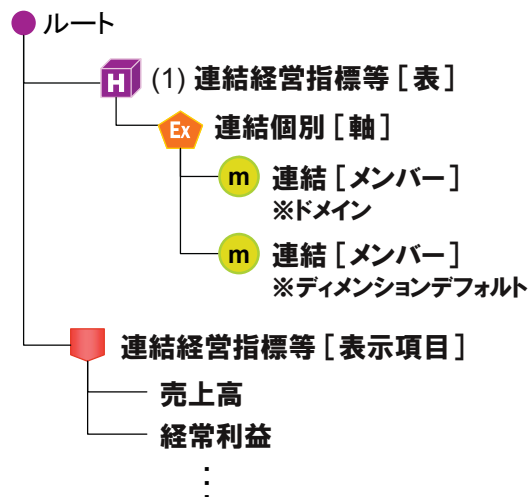 ルート
H (1) 連結経営指標等［表］
Ex 連結個別［軸］
m 連結［メンバー］
※ドメイン
m 連結［メンバー］
※ディメンションデフォルト
連結経営指標等［表示項目］
売上高
経常利益
⋮